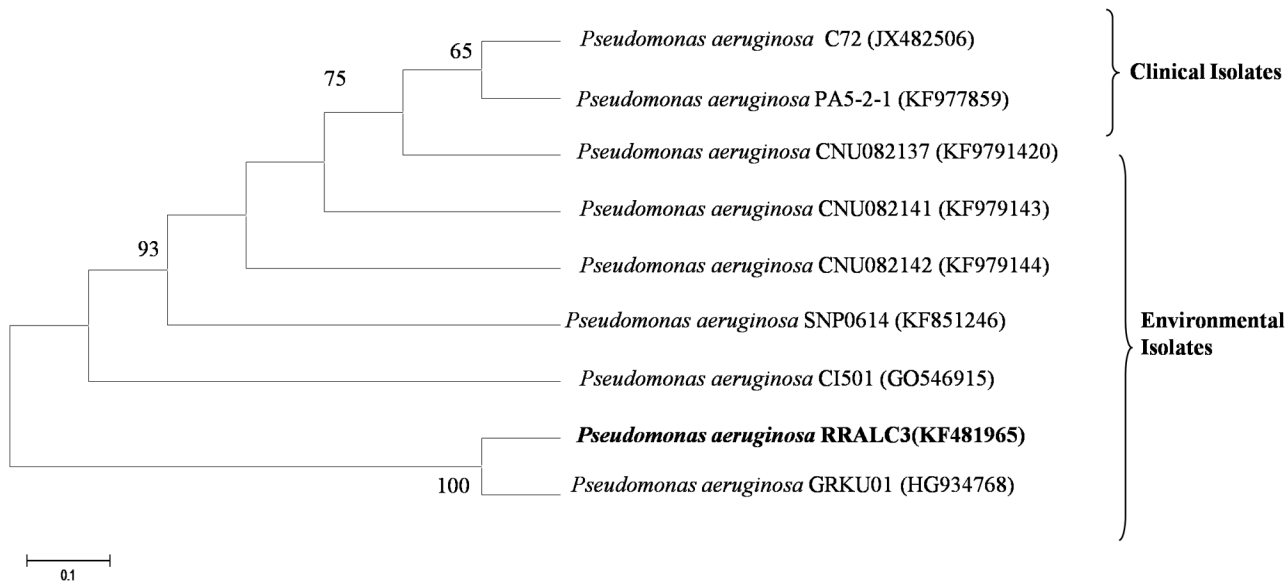 Pseudomonas aeruginosa C72 (JX482506)
65
75
Clinical Isolates
Pseudomonas aeruginosa PA5-2-1 (KF977859)
Pseudomonas aeruginosa CNU082137 (KF9791420)
Pseudomonas aeruginosa CNU082141 (KF979143)
93
Pseudomonas aeruginosa CNU082142 (KF979144)
Pseudomonas aeruginosa SNP0614 (KF851246)
Environmental
Isolates
Pseudomonas aeruginosa CI501 (GO546915)
Pseudomonas aeruginosa RRALC3(KF481965)
100
Pseudomonas aeruginosa GRKU01 (HG934768)
0.1